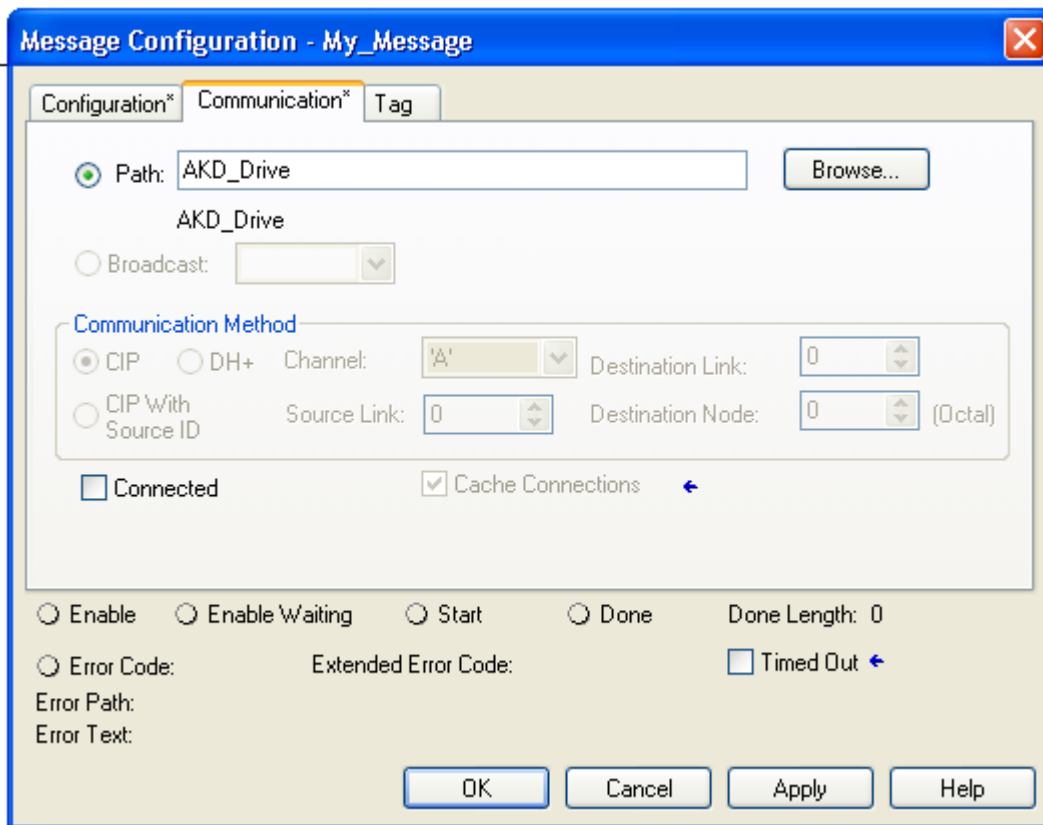 Message Configuration - My_Message
Configuration* Communication* Tag
Path: AKD_Drive Browse...
AKD_Drive
Broadcast:
Communication Method
CIP DH+ Channel: 'A' Destination Link: 0
CIP With Source ID Source Link: 0 Destination Node: 0 (Octal)
Connected Cache Connections
Enable Enable Waiting Start Done Done Length: 0
Error Code: Extended Error Code: Timed Out
Error Path:
Error Text:
OK Cancel Apply Help